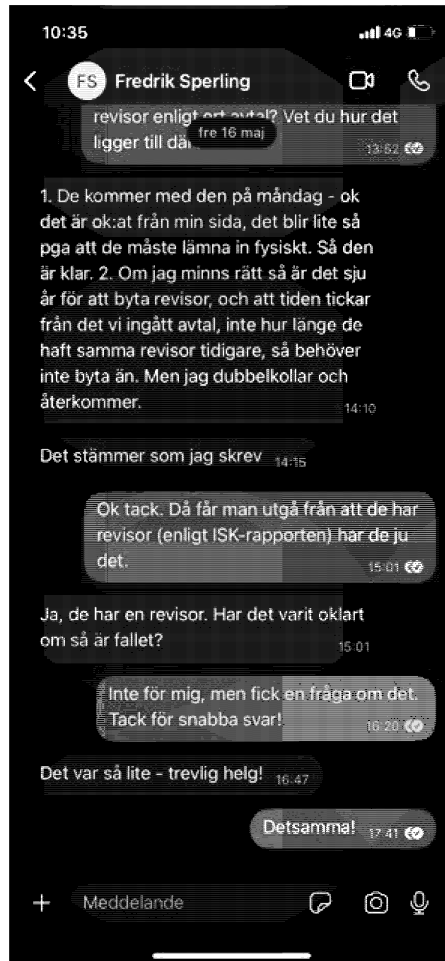 10:35
4G
FS Fredrik Sperling
revisor enligt ert avtal? Vet du hur det
ligger till där
fre 16 maj
13:52
1. De kommer med den på måndag - ok
det är ok:at från min sida, det blir lite så
pga att de måste lämna in fysiskt. Så den
är klar. 2. Om jag minns rätt så är det sju
år för att byta revisor, och att tiden tickar
från det vi ingått avtal, inte hur länge de
haft samma revisor tidigare, så behöver
inte byta än. Men jag dubbelkollar och
återkommer.
14:10
Det stämmer som jag skrev 14:15
Ok tack. Då får man utgå från att de har
revisor (enligt ISK-rapporten) har de ju
det.
15:01
Ja, de har en revisor. Har det varit oklart
om så är fallet?
15:01
Inte för mig, men fick en fråga om det.
Tack för snabba svar!
16:20
Det var så lite - trevlig helg! 16:47
Detsamma! 17:41
Meddelande